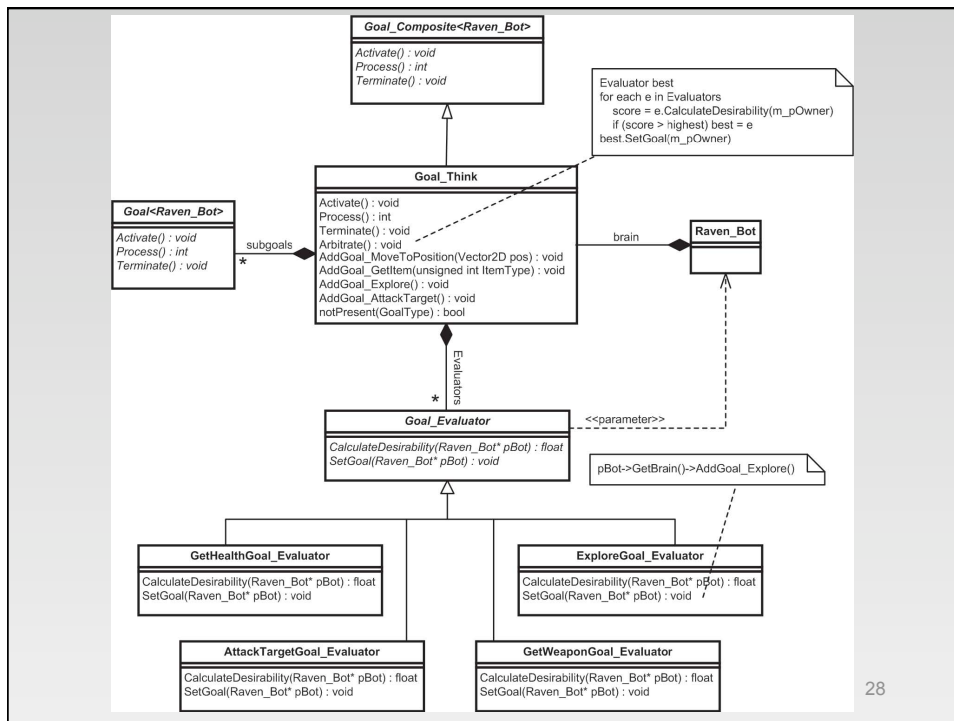 Goal_Composite<Raven_Bot>
Activate() : void
Process() : int
Terminate() : void
Evaluator best
for each e in Evaluators
score = e.CalculateDesirability(m_pOwner)
if (score > highest) best = e
best.SetGoal(m_pOwner)
Goal_Think
Activate() : void
Process() : int
Terminate() : void
Arbitrate() : void
AddGoal_MoveToPosition(Vector2D pos) : void
AddGoal_GetItem(unsigned int ItemType) : void
AddGoal_Explore() : void
AddGoal_AttackTarget() : void
notPresent(GoalType) : bool
Goal<Raven_Bot>
Activate() : void
Process() : int
Terminate() : void
subgoals
*
brain
Raven_Bot
Evaluators
*
Goal_Evaluator
CalculateDesirability(Raven_Bot* pBot) : float
SetGoal(Raven_Bot* pBot) : void
<<parameter>>
pBot->GetBrain()->AddGoal_Explore()
GetHealthGoal_Evaluator
CalculateDesirability(Raven_Bot* pBot) : float
SetGoal(Raven_Bot* pBot) : void
ExploreGoal_Evaluator
CalculateDesirability(Raven_Bot* pBot) : float
SetGoal(Raven_Bot* pBot) : void
AttackTargetGoal_Evaluator
CalculateDesirability(Raven_Bot* pBot) : float
SetGoal(Raven_Bot* pBot) : void
GetWeaponGoal_Evaluator
CalculateDesirability(Raven_Bot* pBot) : float
SetGoal(Raven_Bot* pBot) : void
28